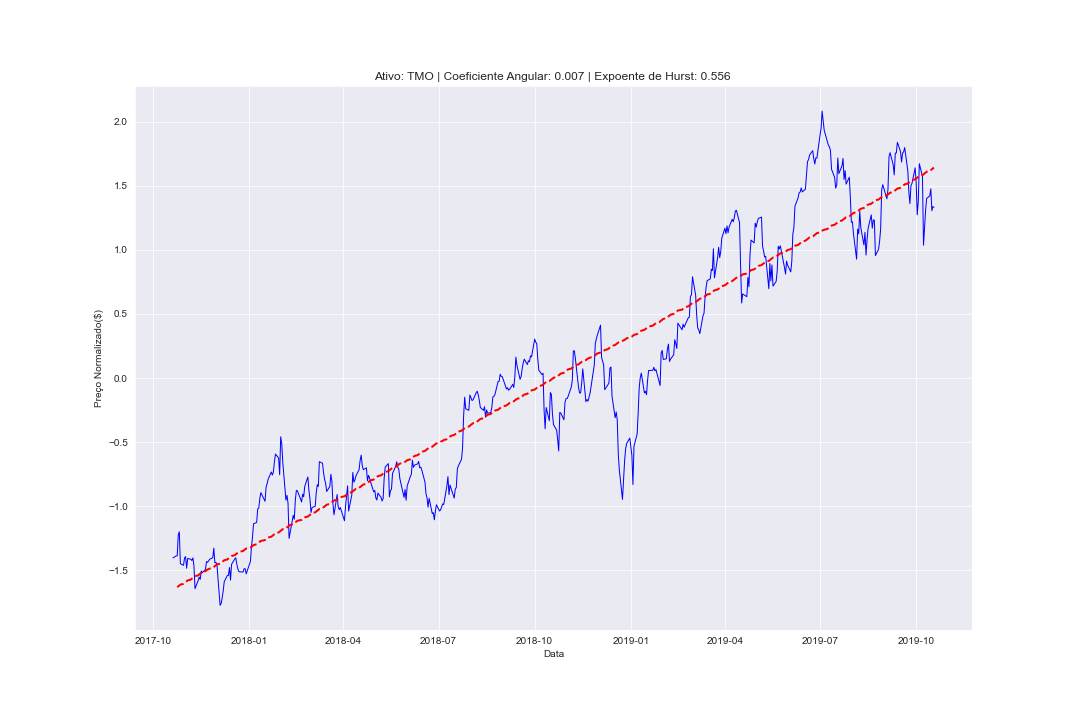 Ativo: TMO | Coeficiente Angular: 0.007 | Expoente de Hurst: 0.556
Preço Normalizado($)
2.0
1.5
1.0
0.5
0.0
−0.5
−1.0
−1.5
2017-10 2018-01 2018-04 2018-07 2018-10 2019-01 2019-04 2019-07 2019-10
Data